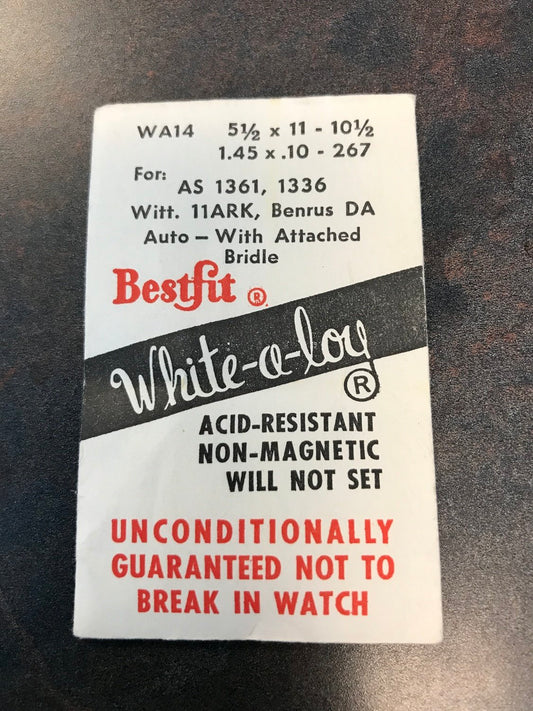 WA14 5½ x 11 - 10½
1.45 x .10 - 267
For:
AS 1361, 1336
Witt. 11ARK, Benrus DA
Auto — With Attached
Bridle
Bestfit ®
White-a-loy ®
ACID-RESISTANT
NON-MAGNETIC
WILL NOT SET
UNCONDITIONALLY
GUARANTEED NOT TO
BREAK IN WATCH